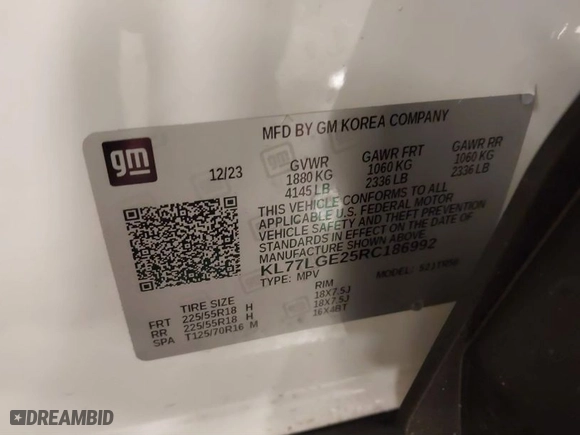 MFD BY GM KOREA COMPANY
gm
12/23
GVWR GAWR FRT GAWR RR
1880 KG 1060 KG 1060 KG
4145 LB 2336 LB 2336 LB
THIS VEHICLE CONFORMS TO ALL
APPLICABLE U.S. FEDERAL MOTOR
VEHICLE SAFETY AND THEFT PREVENTION
STANDARDS IN EFFECT ON THE DATE OF
MANUFACTURE SHOWN ABOVE.
KL77LGE25RC186992
TYPE: MPV MODEL:
TIRE SIZE RIM
FRT 225/55R18 H 18X7.5J
RR 225/55R18 H 18X7.5J
SPA T125/70R16 M 16X4BT
DREAMBID